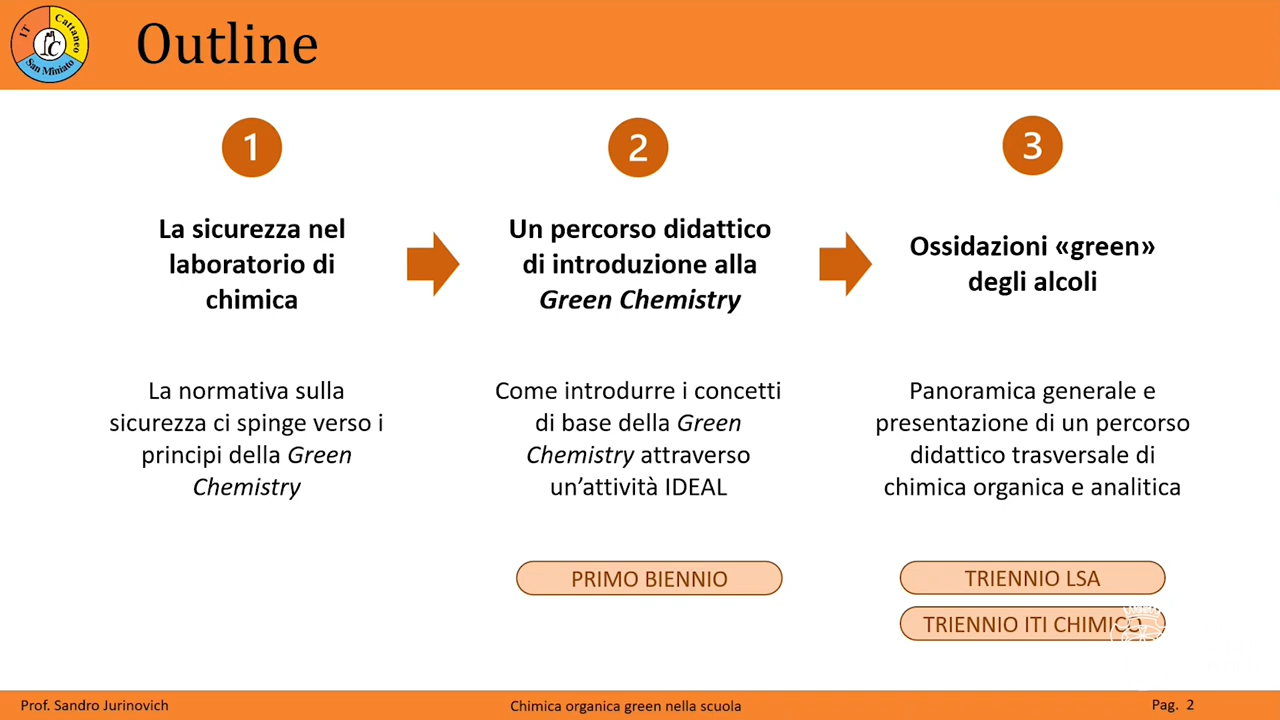 IT
Cattaneo
San Miniato
Outline
1
La sicurezza nel
laboratorio di
chimica
La normativa sulla
sicurezza ci spinge verso i
principi della Green
Chemistry
2
Un percorso didattico
di introduzione alla
Green Chemistry
Come introdurre i concetti
di base della Green
Chemistry attraverso
un'attività IDEAL
PRIMO BIENNIO
3
Ossidazioni «green»
degli alcoli
Panoramica generale e
presentazione di un percorso
didattico trasversale di
chimica organica e analitica
TRIENNIO LSA
TRIENNIO ITI CHIMICO
Prof. Sandro Jurinovich
Chimica organica green nella scuola
Pag. 2